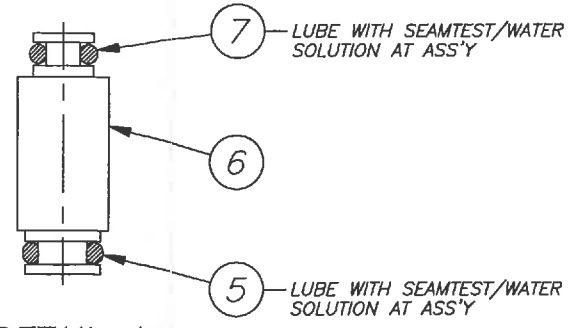 7
LUBE WITH SEAMTEST/WATER
SOLUTION AT ASS'Y
6
5
LUBE WITH SEAMTEST/WATER
SOLUTION AT ASS'Y